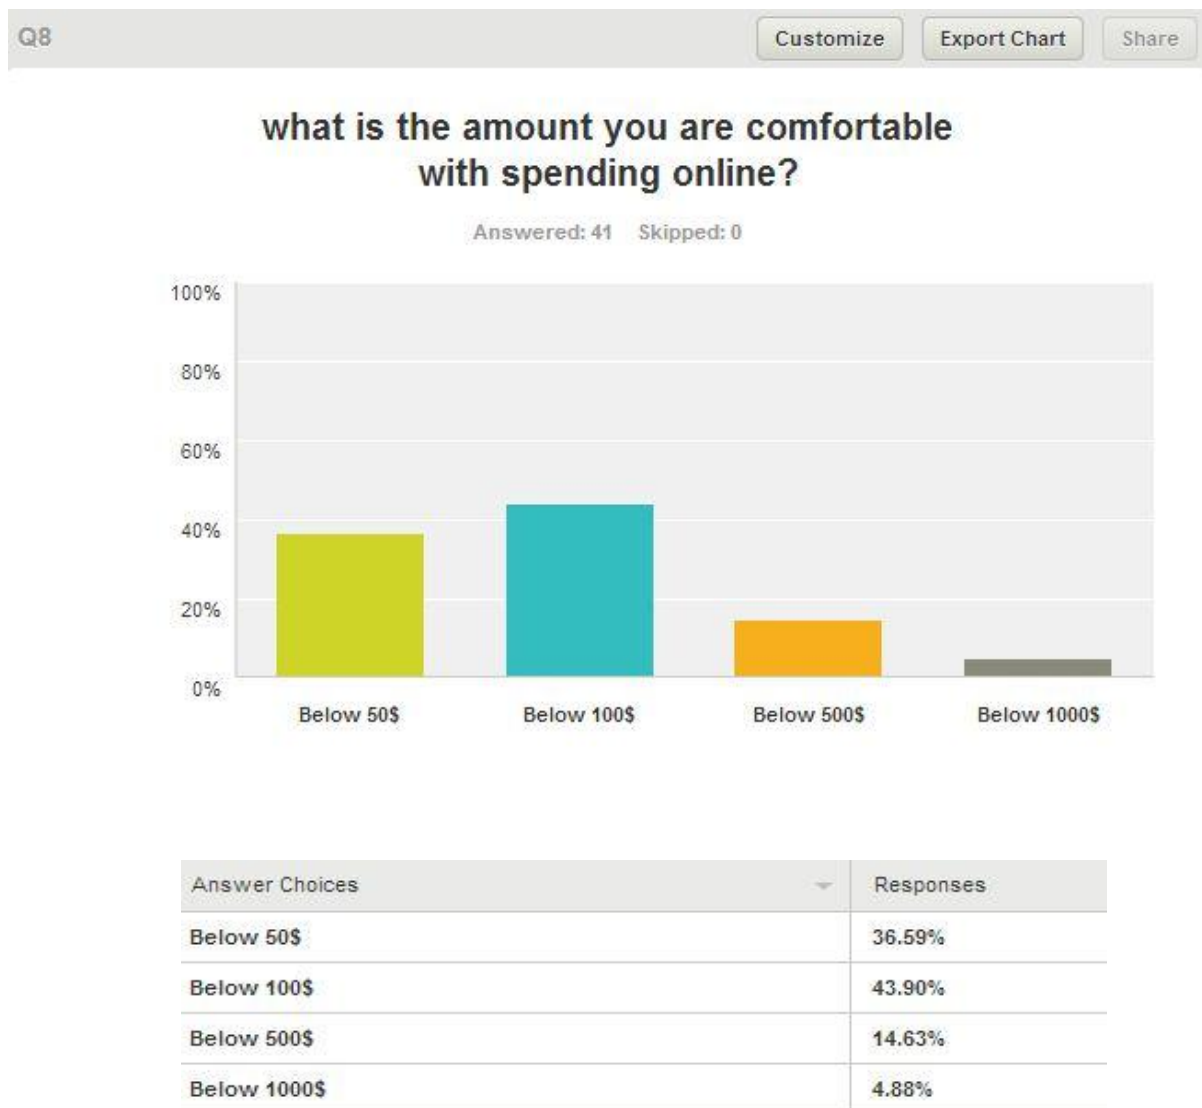 Q8 Customize Export Chart Share
what is the amount you are comfortable
with spending online?
Answered: 41 Skipped: 0
100%
80%
60%
40%
20%
0%
Below 50$ Below 100$ Below 500$ Below 1000$
Answer Choices Responses
Below 50$ 36.59%
Below 100$ 43.90%
Below 500$ 14.63%
Below 1000$ 4.88%